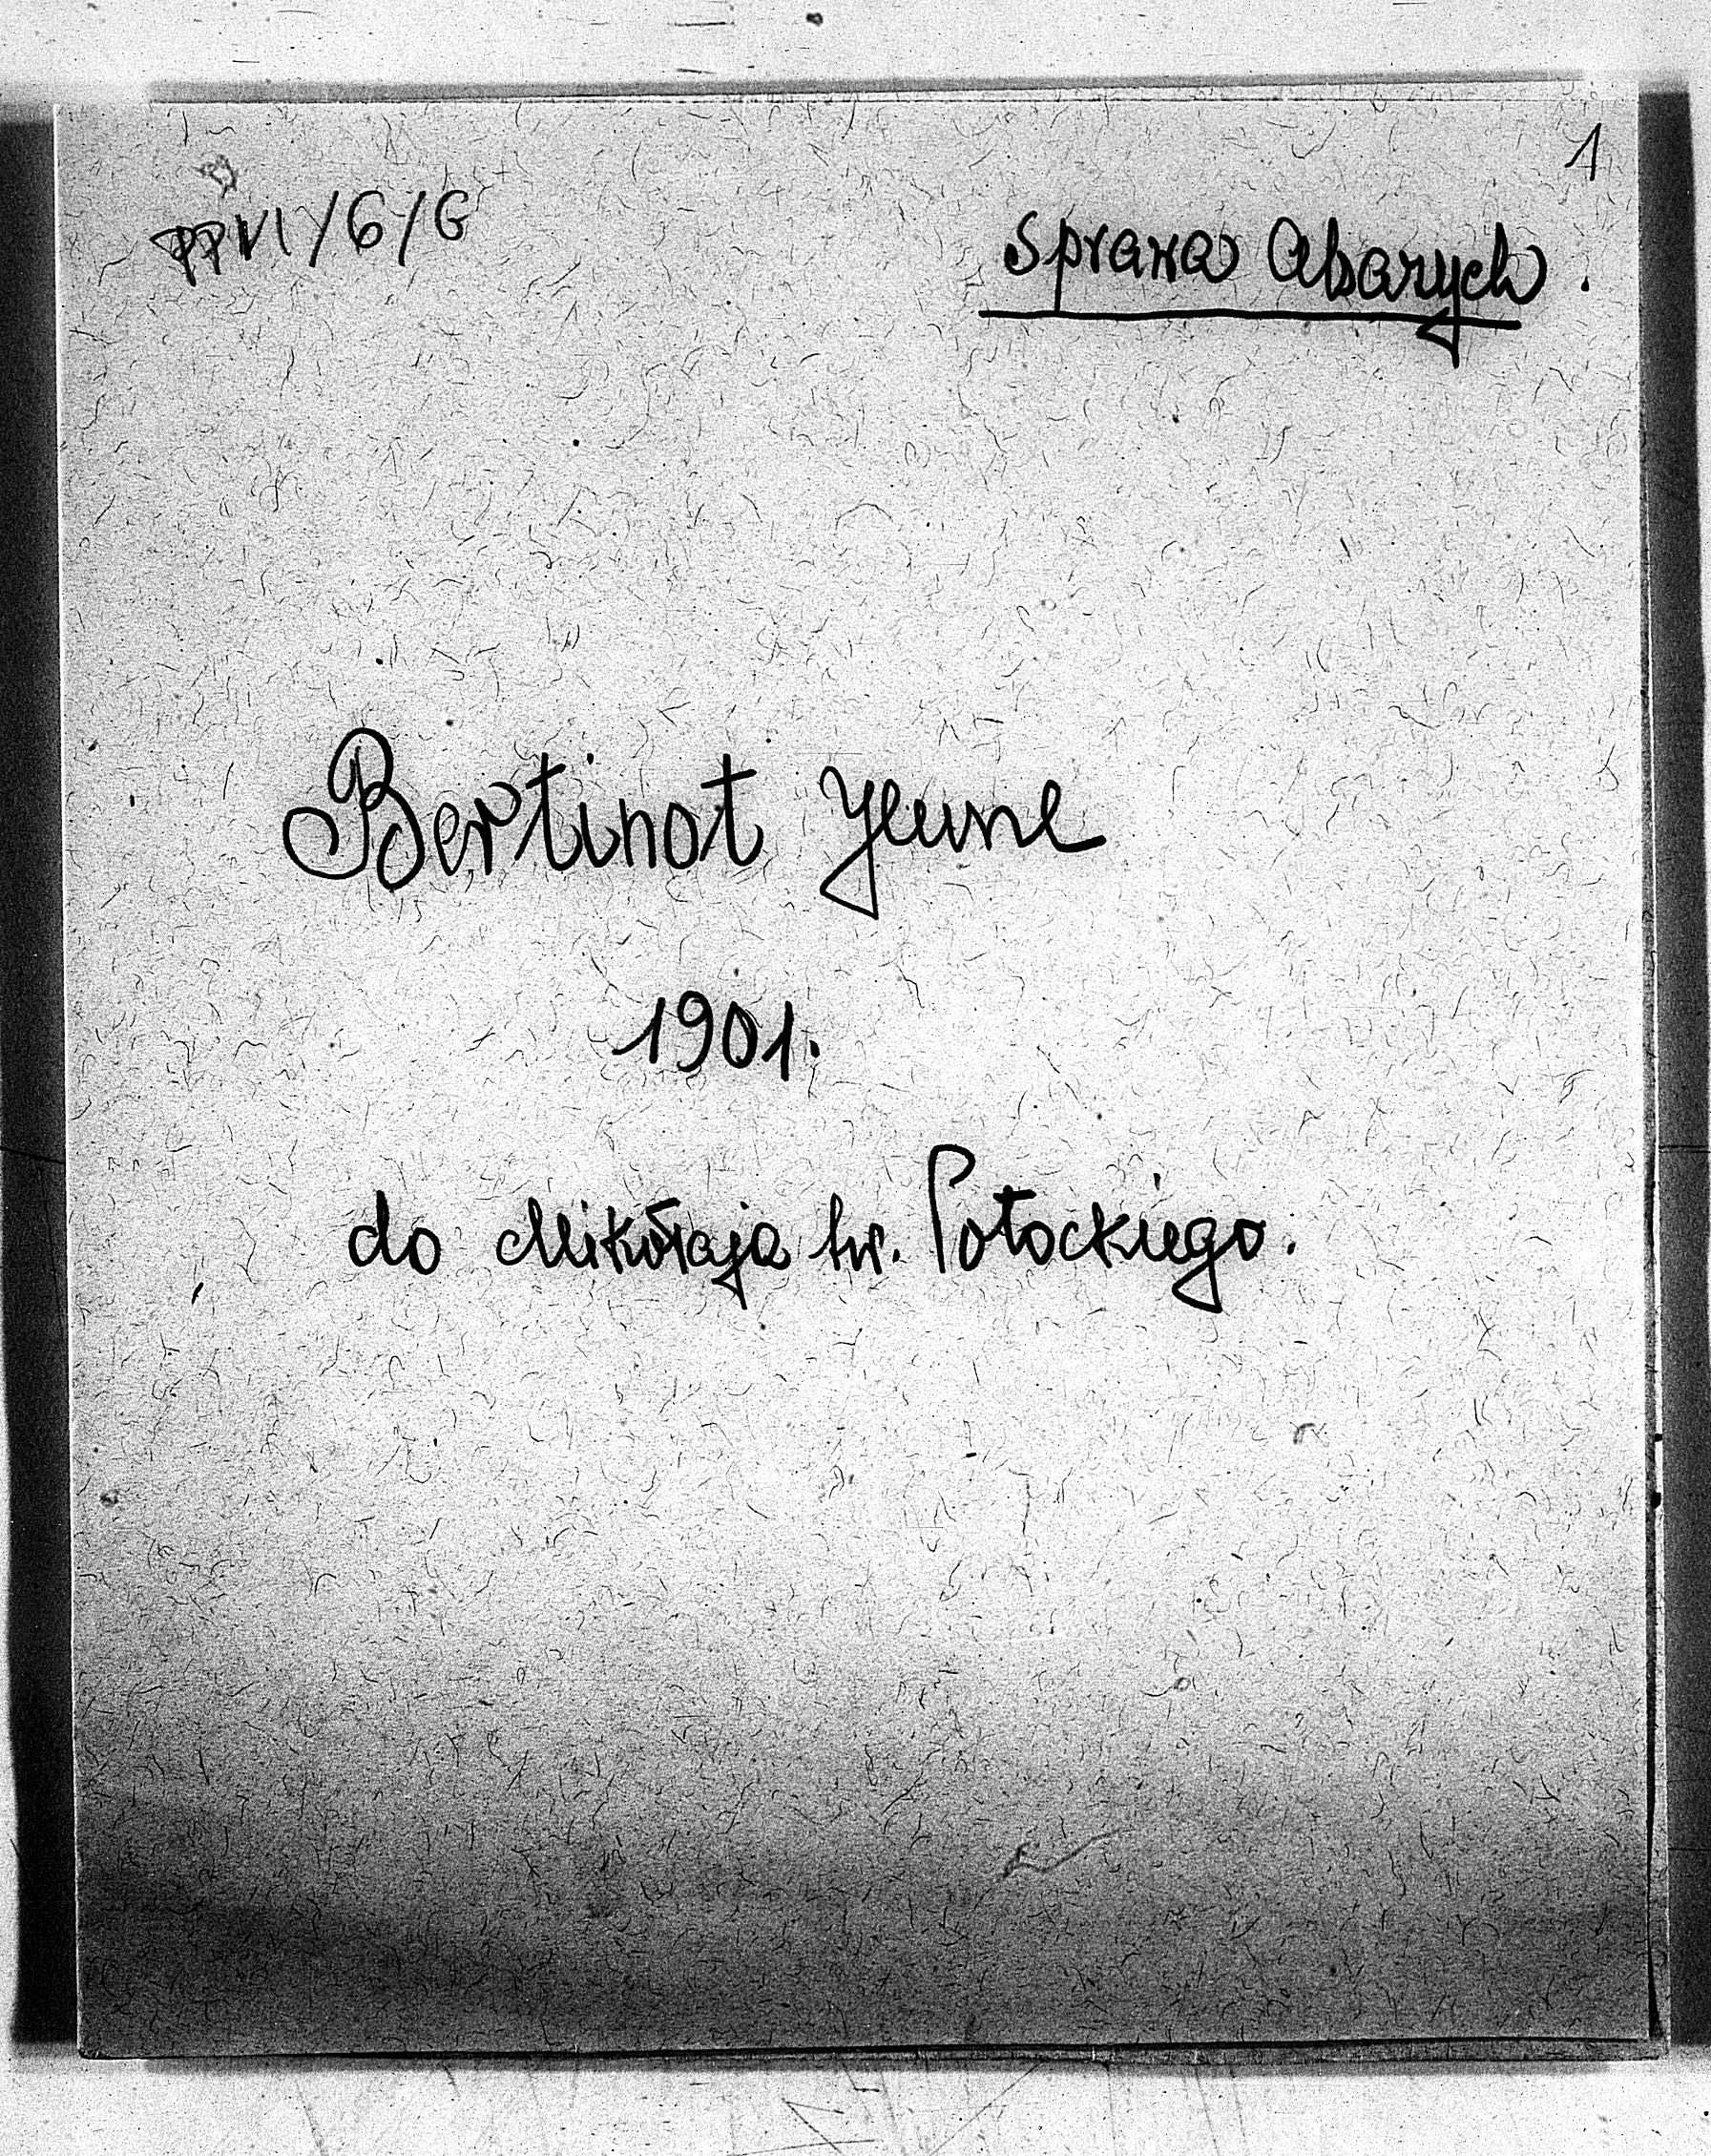 1
PPVI/6/G
Sprawa Abarych.
Bertinot Jeune
1901.
do Mikołaja hr. Potockiego.